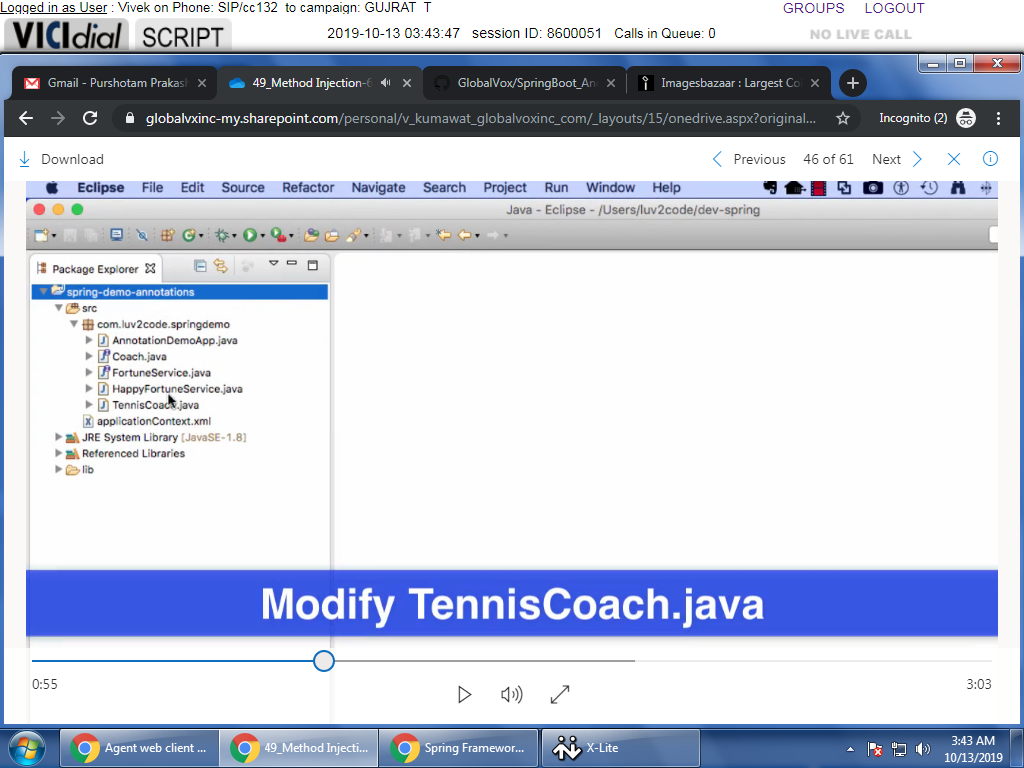 Logged in as User : Vivek on Phone: SIP/cc132 to campaign: GUJRAT_T
GROUPS LOGOUT
VICIdial SCRIPT
2019-10-13 03:43:47 session ID: 8600051 Calls in Queue: 0
NO LIVE CALL
Gmail - Purshotam Prakas
49_Method Injection-6
GlobalVox/SpringBoot_An
Imagesbazaar : Largest Co
globalvxinc-my.sharepoint.com/personal/v_kumawat_globalvoxinc_com/_layouts/15/onedrive.aspx?original...
Incognito (2)
Download
Previous 46 of 61 Next
Eclipse File Edit Source Refactor Navigate Search Project Run Window Help
Java - Eclipse - /Users/luv2code/dev-spring
Package Explorer
spring-demo-annotations
src
com.luv2code.springdemo
AnnotationDemoApp.java
Coach.java
FortuneService.java
HappyFortuneService.java
TennisCoach.java
applicationContext.xml
JRE System Library [JavaSE-1.8]
Referenced Libraries
lib
Modify TennisCoach.java
0:55
3:03
Agent web client ...
49_Method Injecti...
Spring Framewor...
X-Lite
3:43 AM
10/13/2019